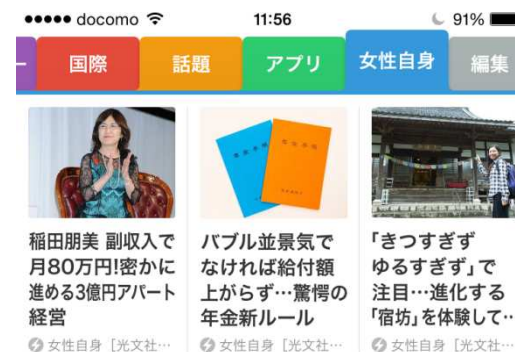 docomo 11:56 91%
国際 話題 アプリ 女性自身 編集
稲田朋美 副収入で
月80万円!密かに
進める3億円アパート
経営
女性自身［光文社…
バブル並景気で
なければ給付額
上がらず…驚愕の
年金新ルール
女性自身［光文社…
「きつすぎず
ゆるすぎず」で
注目…進化する
「宿坊」を体験して…
女性自身［光文社…